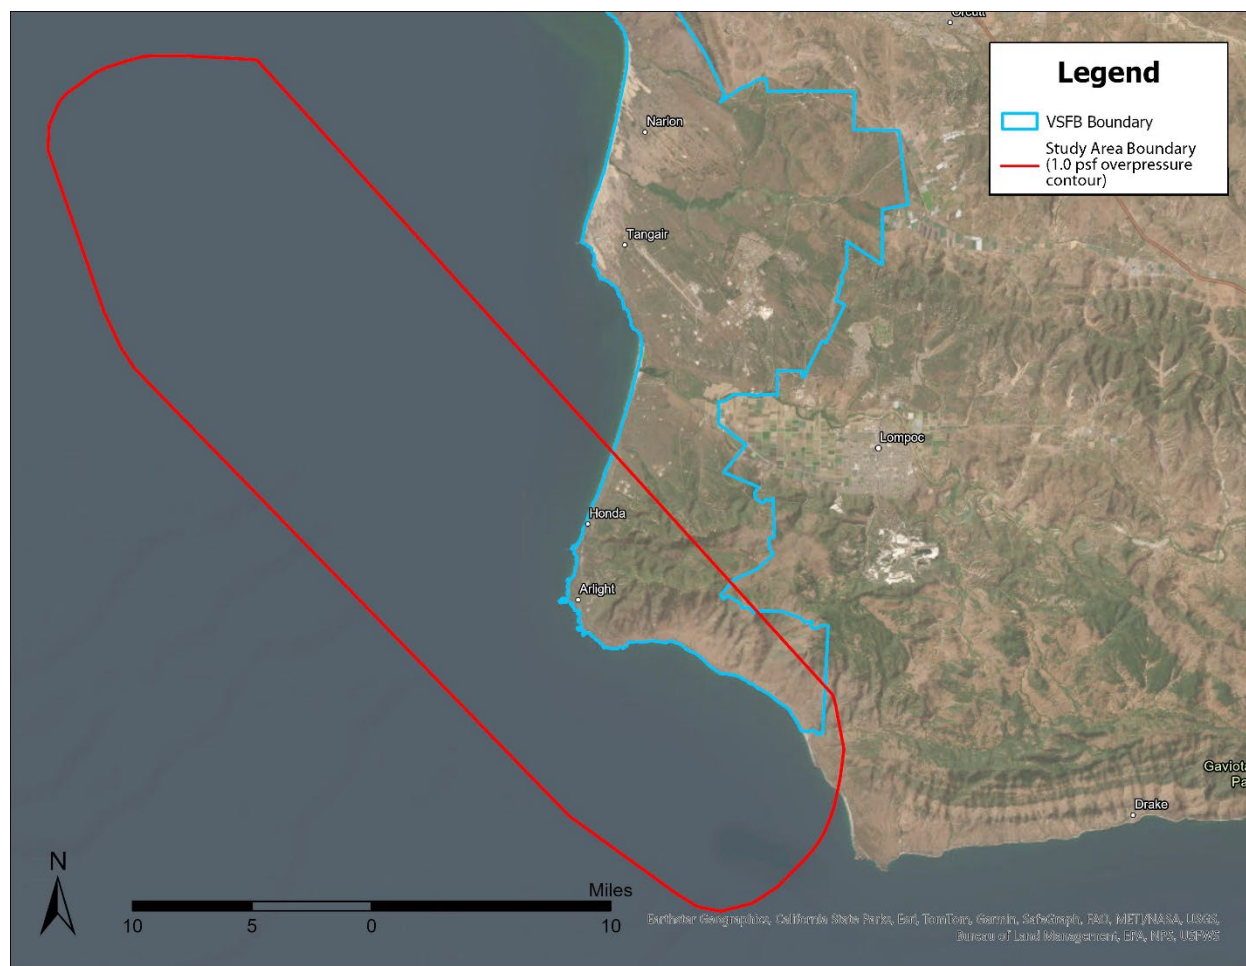 Orcutt
Legend
VSFB Boundary
Study Area Boundary
(1.0 psf overpressure
contour)
Narlon
Tangair
Lompoc
Honda
Arlight
Gaviota
Pa
Drake
N
Miles
10 5 0 10
Earthstar Geographics, California State Parks, Esri, TomTom, Garmin, SafeGraph, FAO, METI/NASA, USGS,
Bureau of Land Management, EPA, NPS, USFWS